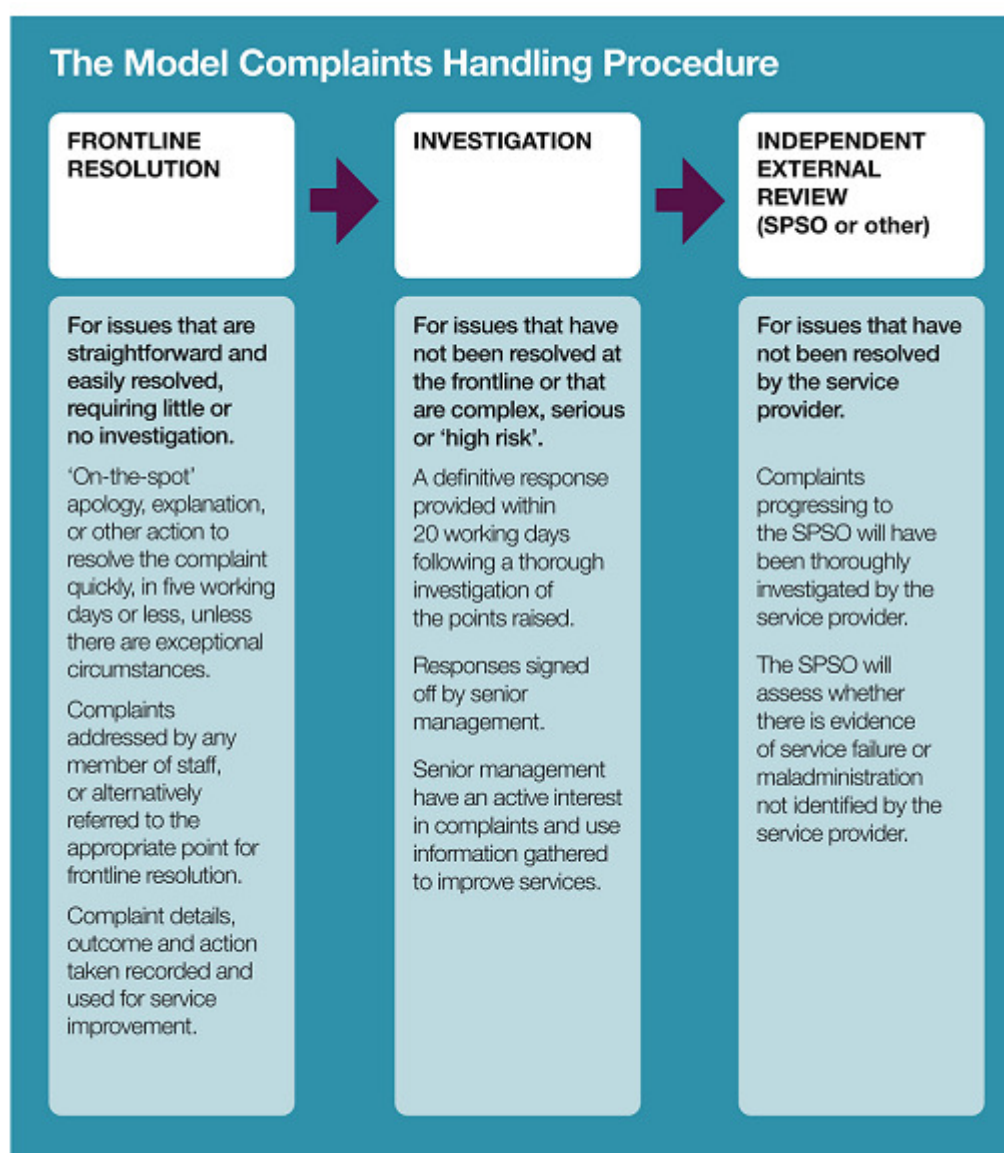 The Model Complaints Handling Procedure
FRONTLINE
RESOLUTION
INVESTIGATION
INDEPENDENT
EXTERNAL
REVIEW
(SPSO or other)
For issues that are
straightforward and
easily resolved,
requiring little or
no investigation.
‘On-the-spot’
apology, explanation,
or other action to
resolve the complaint
quickly, in five working
days or less, unless
there are exceptional
circumstances.
Complaints
addressed by any
member of staff,
or alternatively
referred to the
appropriate point for
frontline resolution.
Complaint details,
outcome and action
taken recorded and
used for service
improvement.
For issues that have
not been resolved at
the frontline or that
are complex, serious
or ‘high risk’.
A definitive response
provided within
20 working days
following a thorough
investigation of
the points raised.
Responses signed
off by senior
management.
Senior management
have an active interest
in complaints and use
information gathered
to improve services.
For issues that have
not been resolved
by the service
provider.
Complaints
progressing to
the SPSO will have
been thoroughly
investigated by the
service provider.
The SPSO will
assess whether
there is evidence
of service failure or
maladministration
not identified by the
service provider.